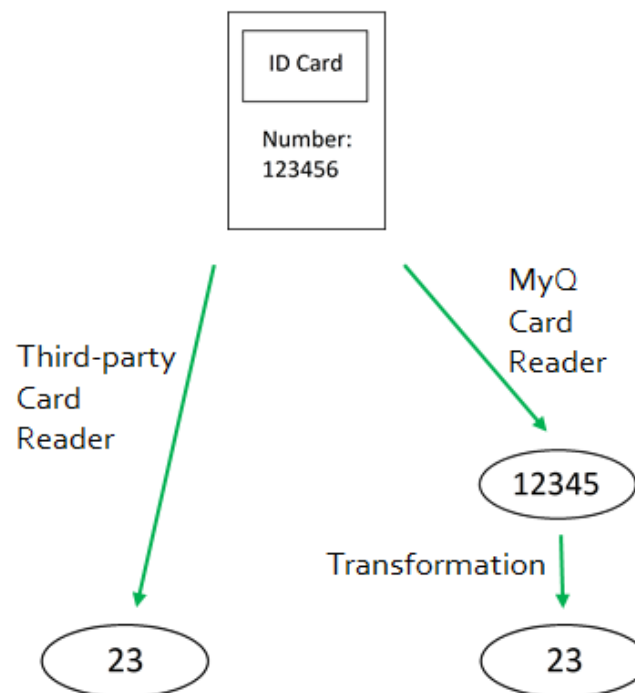 ID Card
Number:
123456
MyQ
Card
Reader
Third-party
Card
Reader
12345
Transformation
23
23